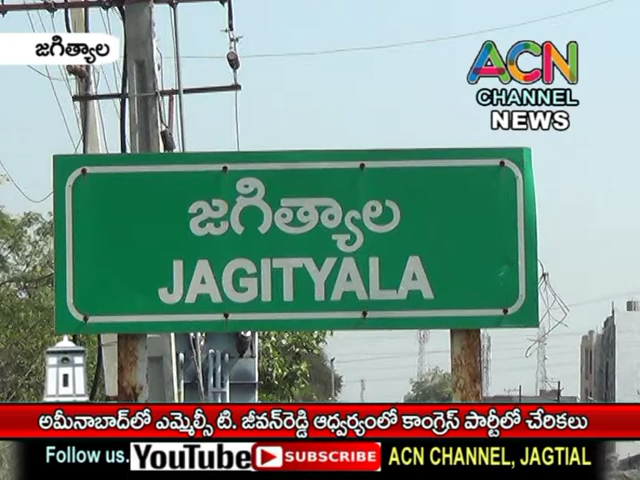 జగిత్యాల
ACN
CHANNEL
NEWS
జగిత్యాల
JAGITYALA
అమీనాబాద్‌లో ఎమ్మెల్సీ టి. జీవన్‌రెడ్డి ఆధ్వర్యంలో కాంగ్రెస్ పార్టీలో చేరికలు
Follow us. YouTube SUBSCRIBE ACN CHANNEL, JAGTIAL